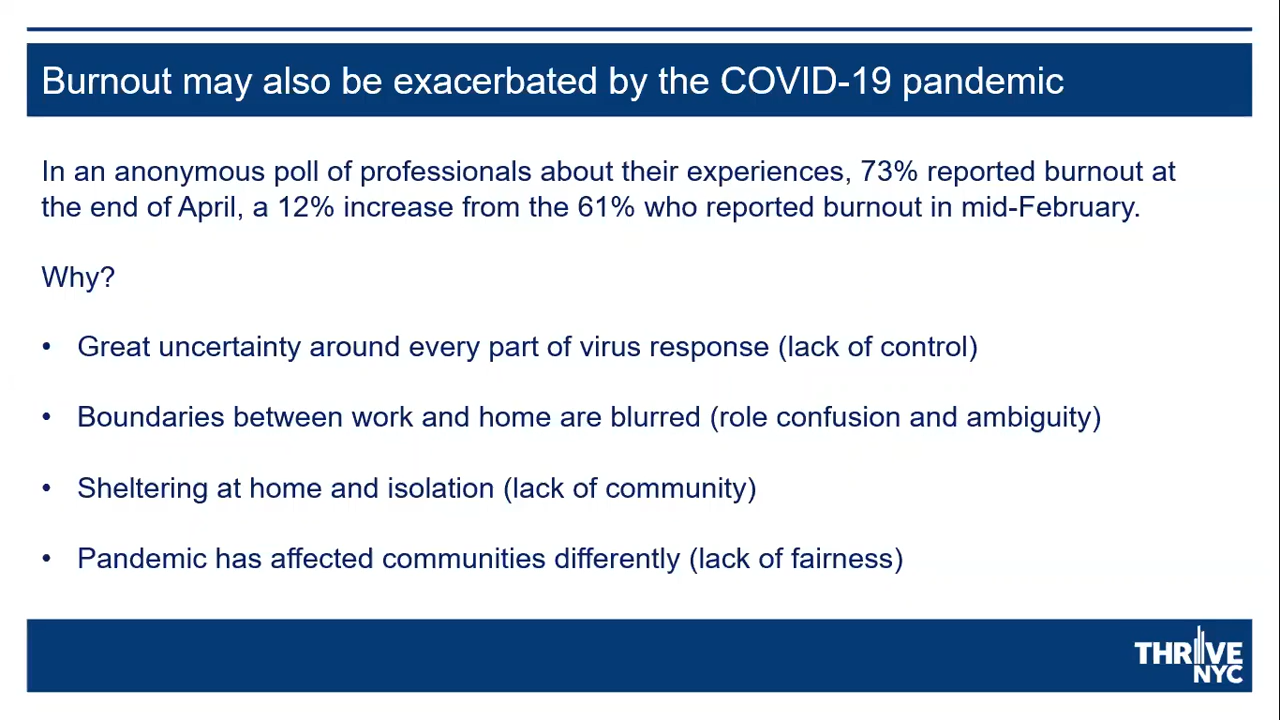 Burnout may also be exacerbated by the COVID-19 pandemic
In an anonymous poll of professionals about their experiences, 73% reported burnout at
the end of April, a 12% increase from the 61% who reported burnout in mid-February.
Why?
• Great uncertainty around every part of virus response (lack of control)
• Boundaries between work and home are blurred (role confusion and ambiguity)
• Sheltering at home and isolation (lack of community)
• Pandemic has affected communities differently (lack of fairness)
THRIVE
NYC